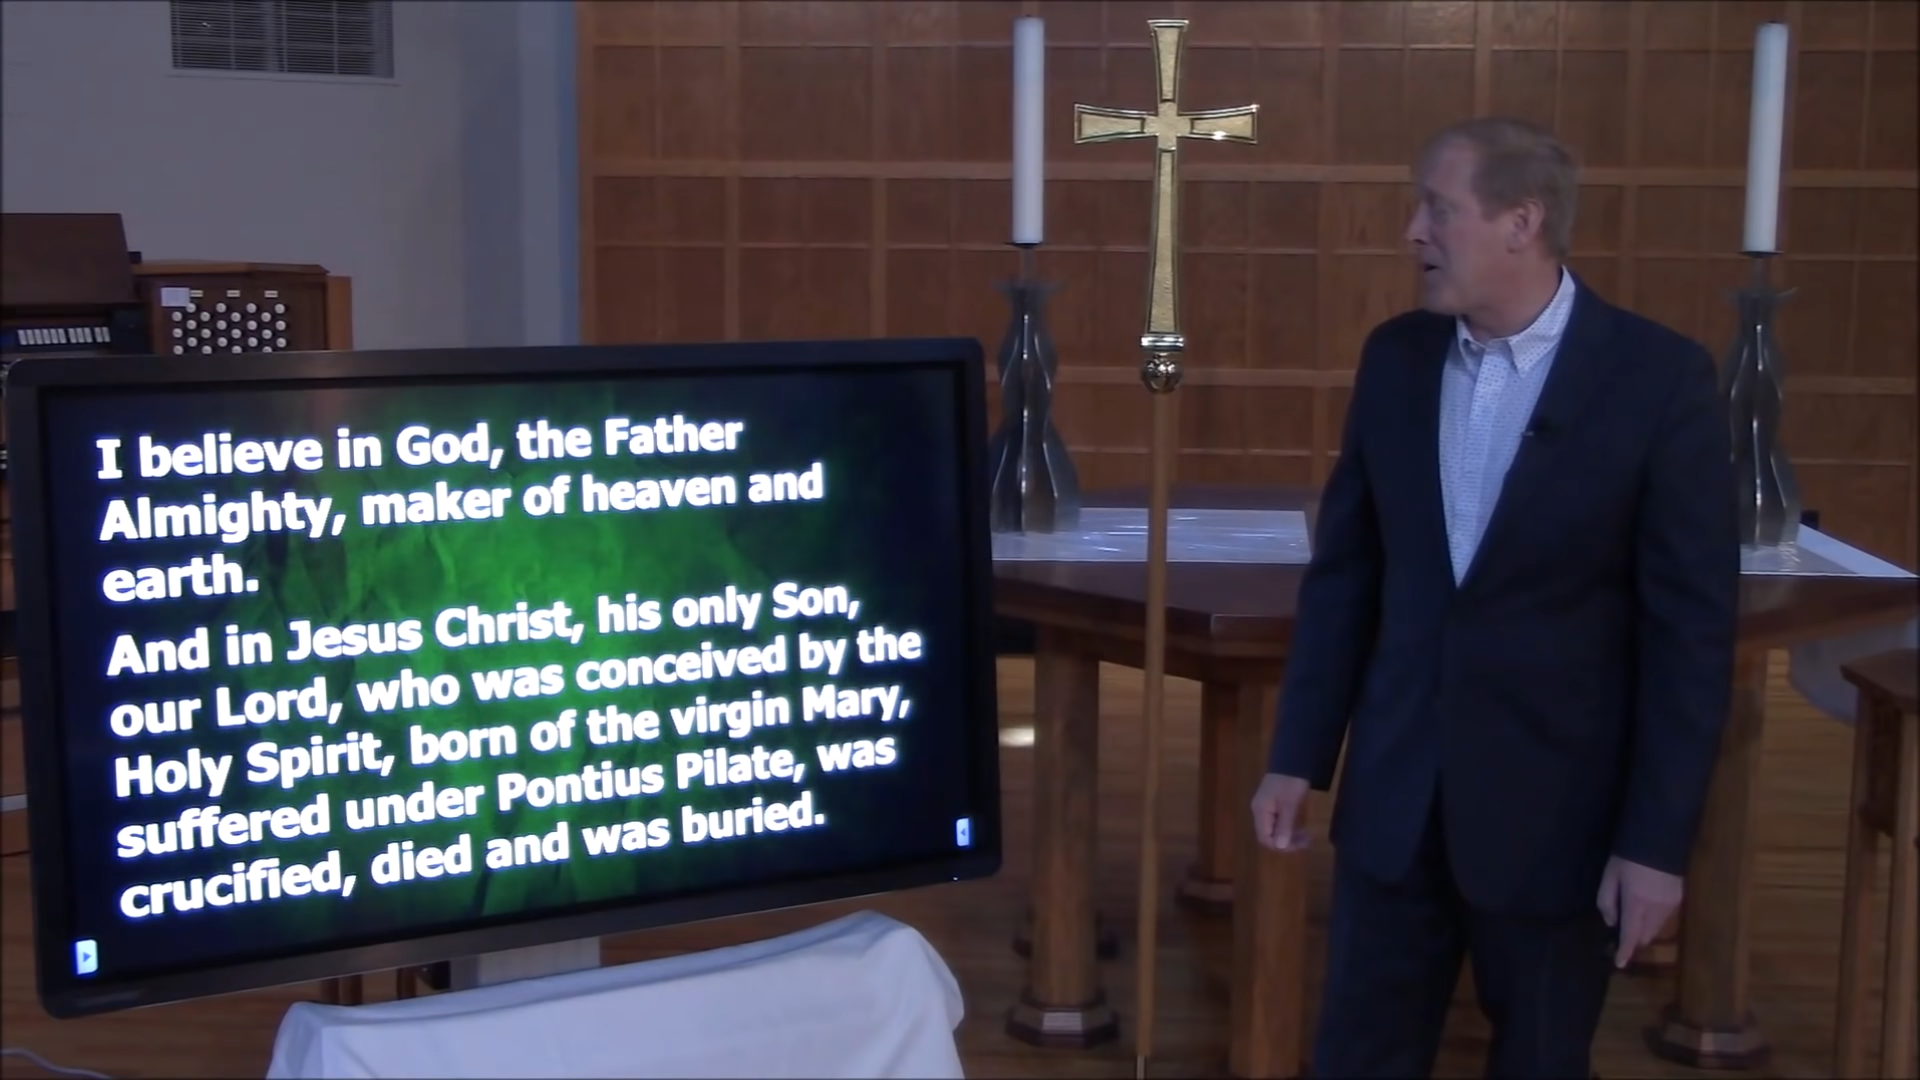 I believe in God, the Father
Almighty, maker of heaven and
earth.
And in Jesus Christ, his only Son,
our Lord, who was conceived by the
Holy Spirit, born of the virgin Mary,
suffered under Pontius Pilate, was
crucified, died and was buried.